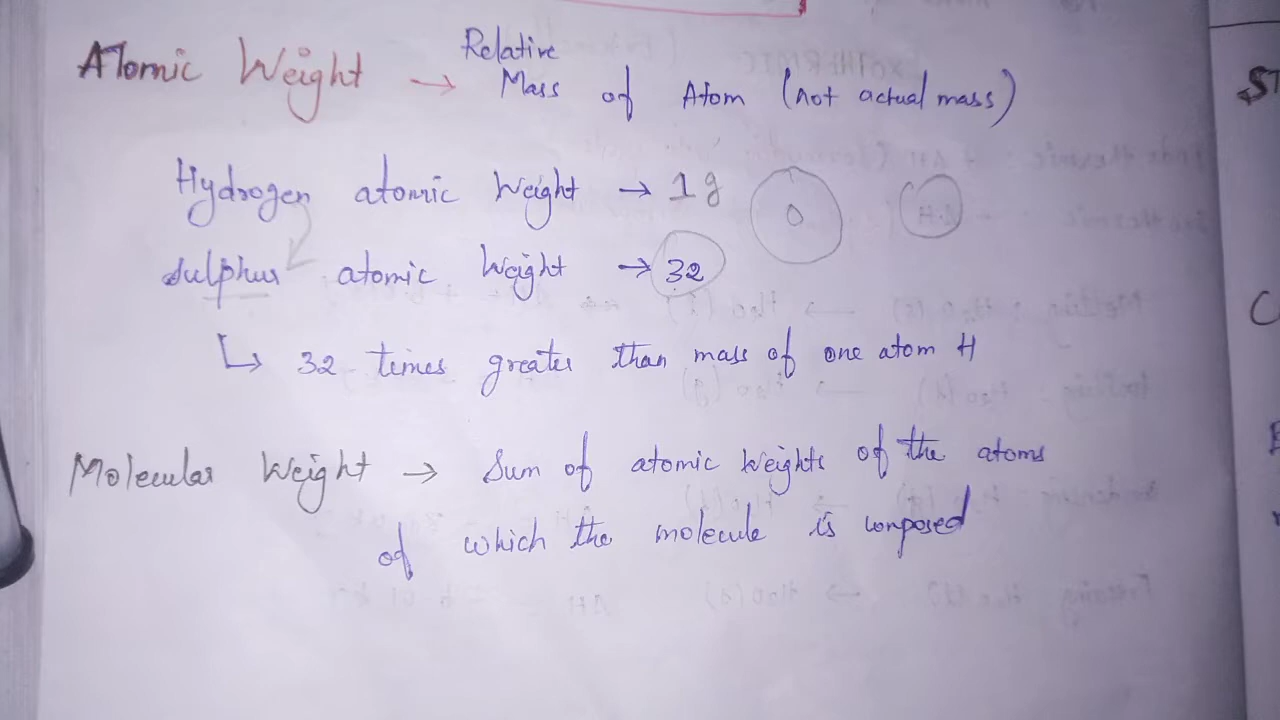 Atomic Weight → Relative Mass of Atom (not actual mass)
Hydrogen atomic Weight → 1 g
Sulphur atomic Weight → 32
↳ 32 times greater than mass of one atom H
Molecular Weight → Sum of atomic weights of the atoms
of which the molecule is composed